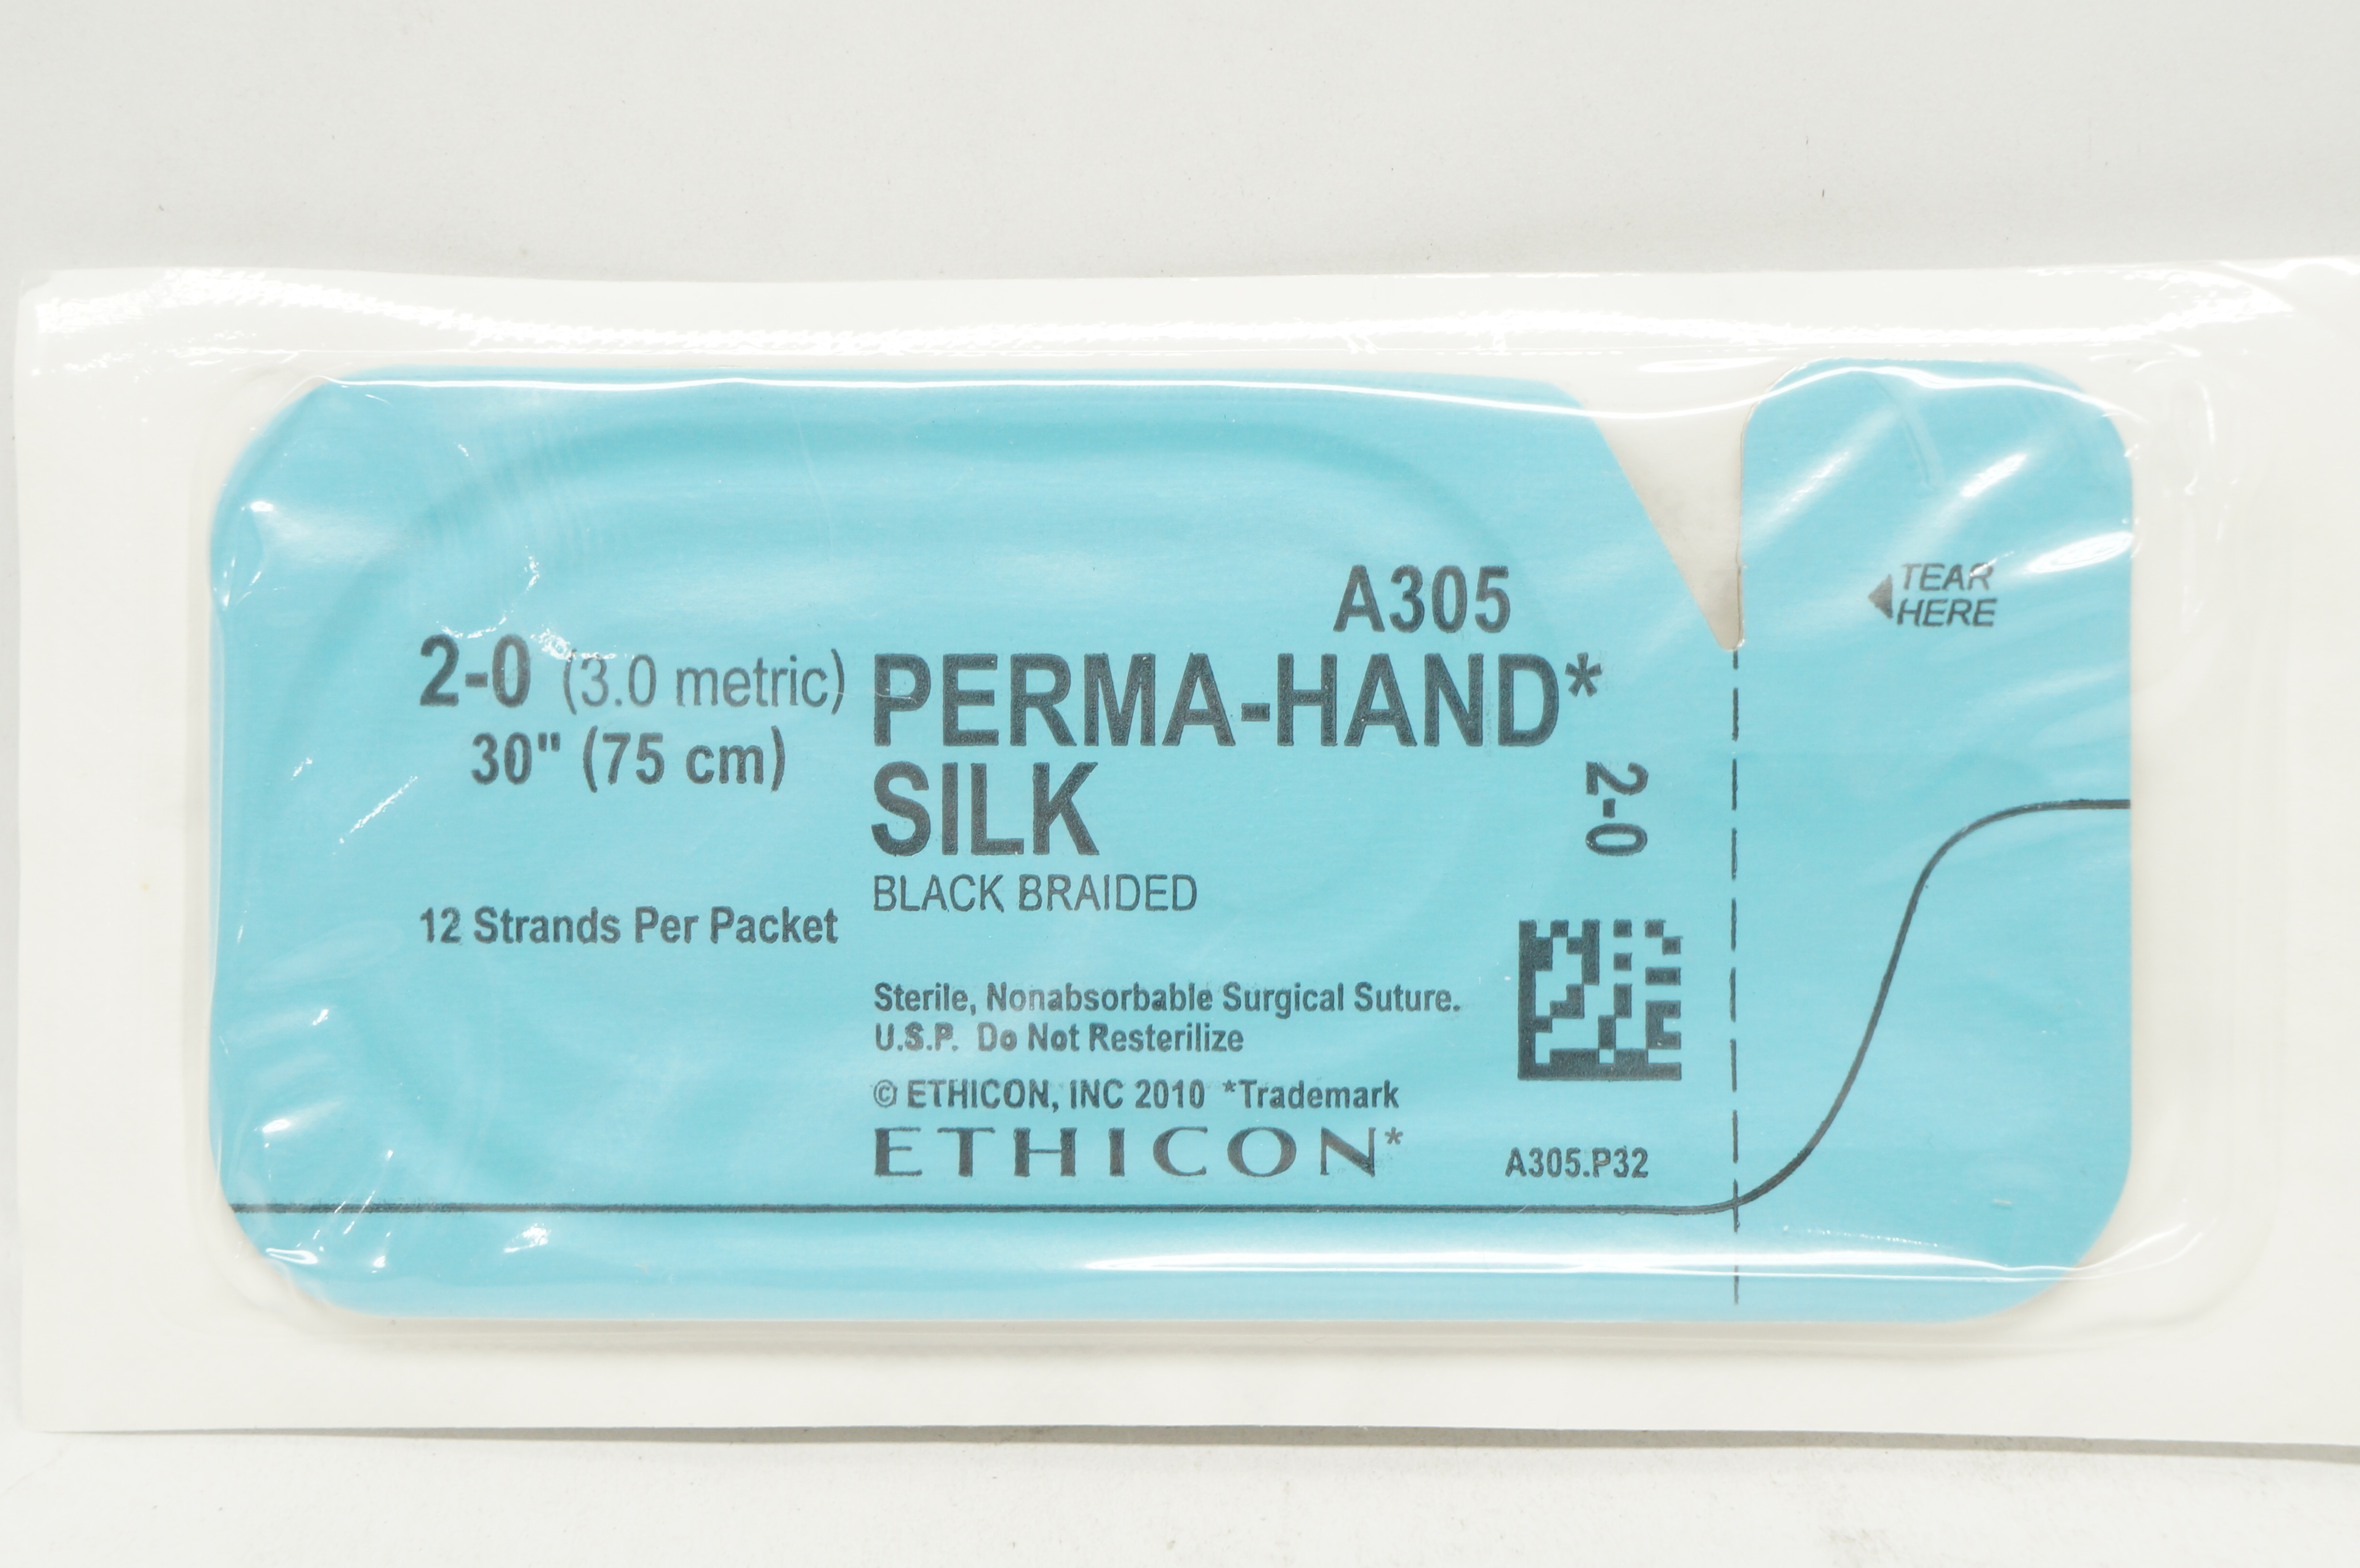 A305
2-0 (3.0 metric)
30" (75 cm)
12 Strands Per Packet
PERMA-HAND*
SILK
BLACK BRAIDED
Sterile, Nonabsorbable Surgical Suture.
U.S.P. Do Not Resterilize
© ETHICON, INC 2010 *Trademark
ETHICON*
2-0
A305.P32
TEAR
HERE